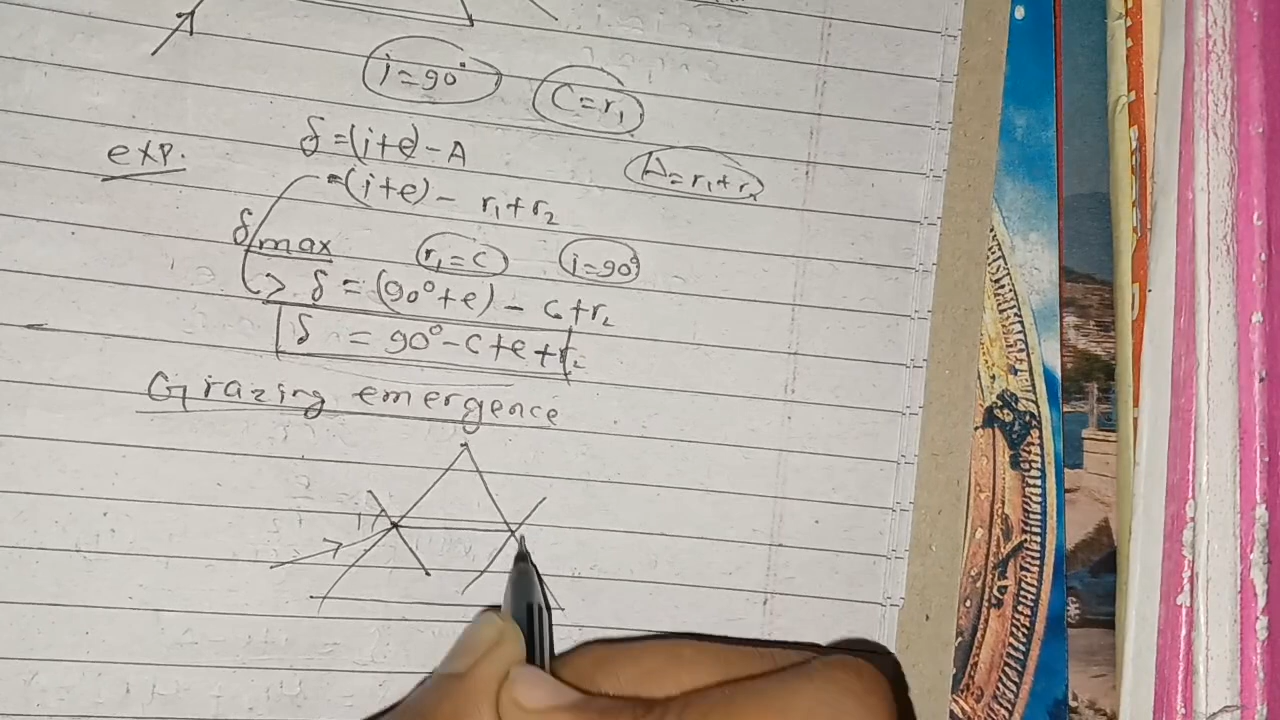 i=90°
C=r₁
exp.
δ=(i+e)-A
A=r₁+r₂
=(i+e)- r₁+r₂
δmax
r₁=c
i=90°
δ=(90°+e)- c+r₂
δ = 90°-c+e+r₂
Grazing emergence
i